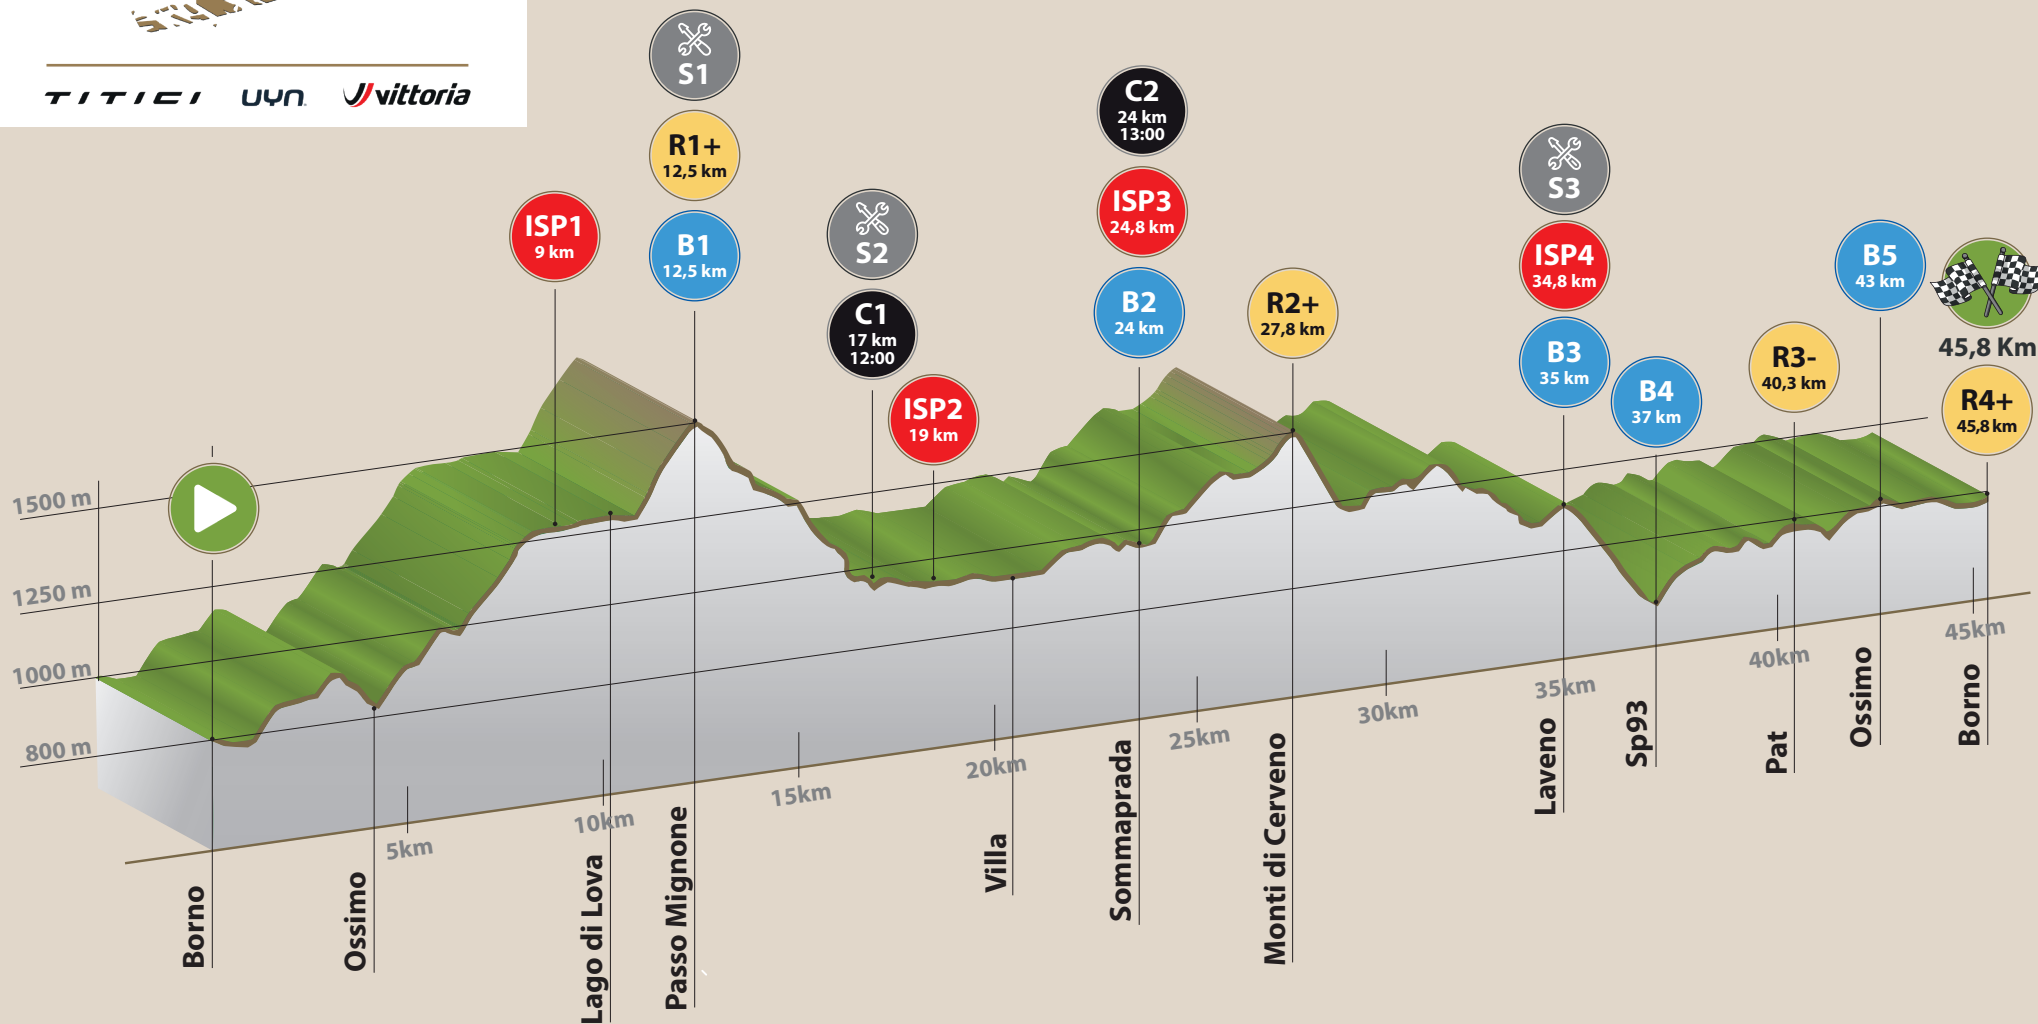 TITICI UYN. vittoria
S1
R1+
12,5 km
B1
12,5 km
ISP1
9 km
S2
C1
17 km
12:00
ISP2
19 km
C2
24 km
13:00
ISP3
24,8 km
B2
24 km
R2+
27,8 km
S3
ISP4
34,8 km
B3
35 km
B4
37 km
R3-
40,3 km
B5
43 km
45,8 Km
R4+
45,8 km
1500 m
1250 m
1000 m
800 m
5km
10km
15km
20km
25km
30km
35km
40km
45km
Borno
Ossimo
Lago di Lova
Passo Mignone
Villa
Sommaprada
Monti di Cerveno
Laveno
Sp93
Pat
Ossimo
Borno